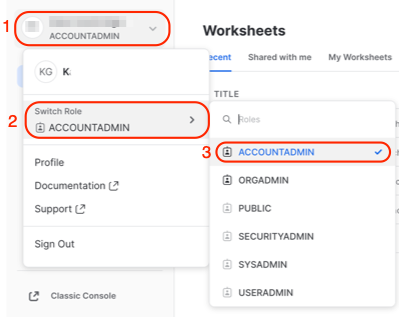 1
ACCOUNTADMIN
Worksheets
ecent Shared with me My Worksheets
KG K
TITLE
2
Switch Role
ACCOUNTADMIN
Roles
3
ACCOUNTADMIN
ORGADMIN
PUBLIC
SECURITYADMIN
SYSADMIN
USERADMIN
Profile
Documentation
Support
Sign Out
Classic Console